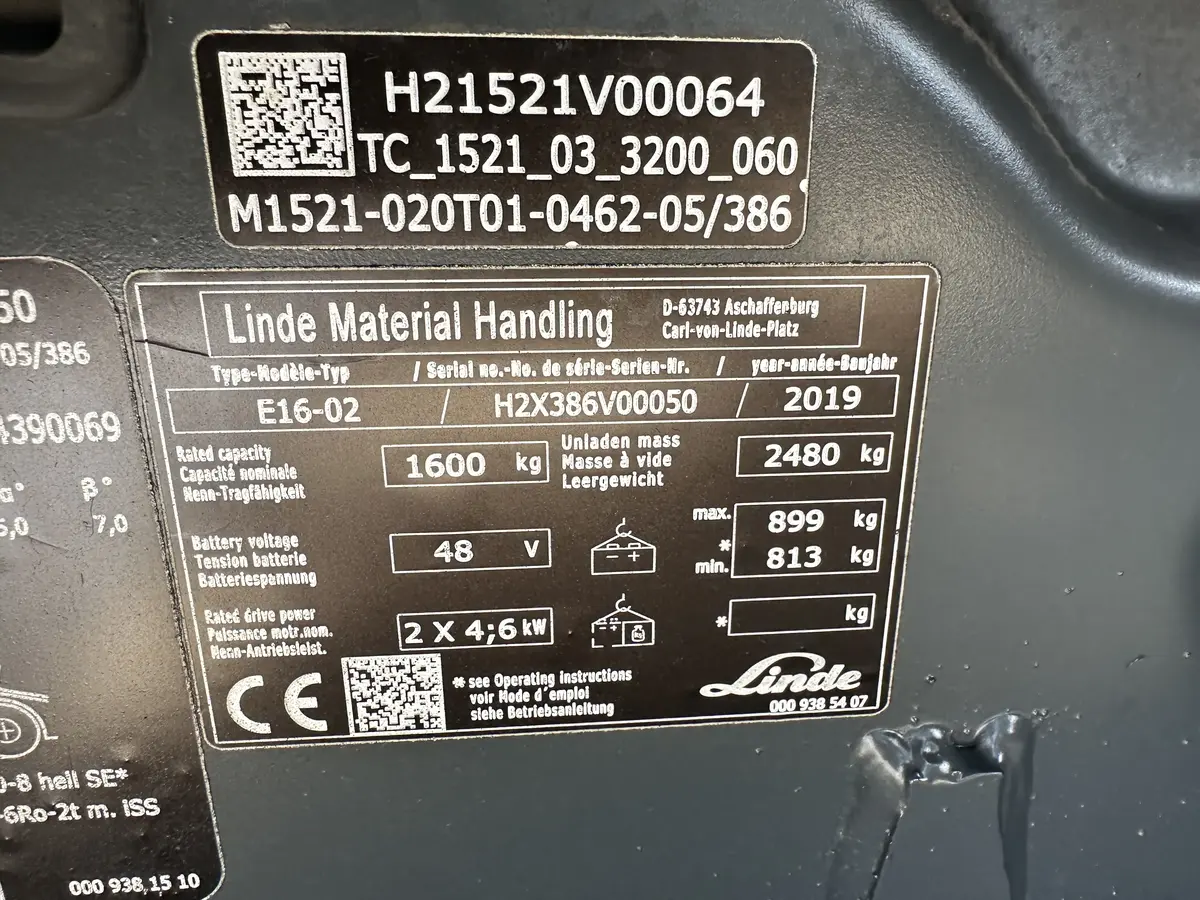 H21521V00064
TC_1521_03_3200_060
M1521-020T01-0462-05/386
Linde Material Handling
D-63743 Aschaffenburg
Carl-von-Linde-Platz
Type-Modèle-Typ / Serial no.-No. de série-Serien-Nr. / year-année-Baujahr
E16-02 / H2X386V00050 / 2019
Rated capacity
Capacité nominale
Nenn-Tragfähigkeit
1600 kg
Unladen mass
Masse à vide
Leergewicht
2480 kg
Battery voltage
Tension batterie
Batteriespannung
48 V
- +
max. 899 kg
*
min. 813 kg
Rated drive power
Puissance motr.nom.
Nenn-Antriebsleist.
2 X 4;6 kW
- +
kg
* kg
CE
* see Operating instructions
voir Mode d'emploi
siehe Betriebsanleitung
Linde
000 938 54 07
50
05/386
4390069
α° β°
5,0 7,0
0-8 hell SE*
-6Ro-2t m. iSS
000 938 15 10